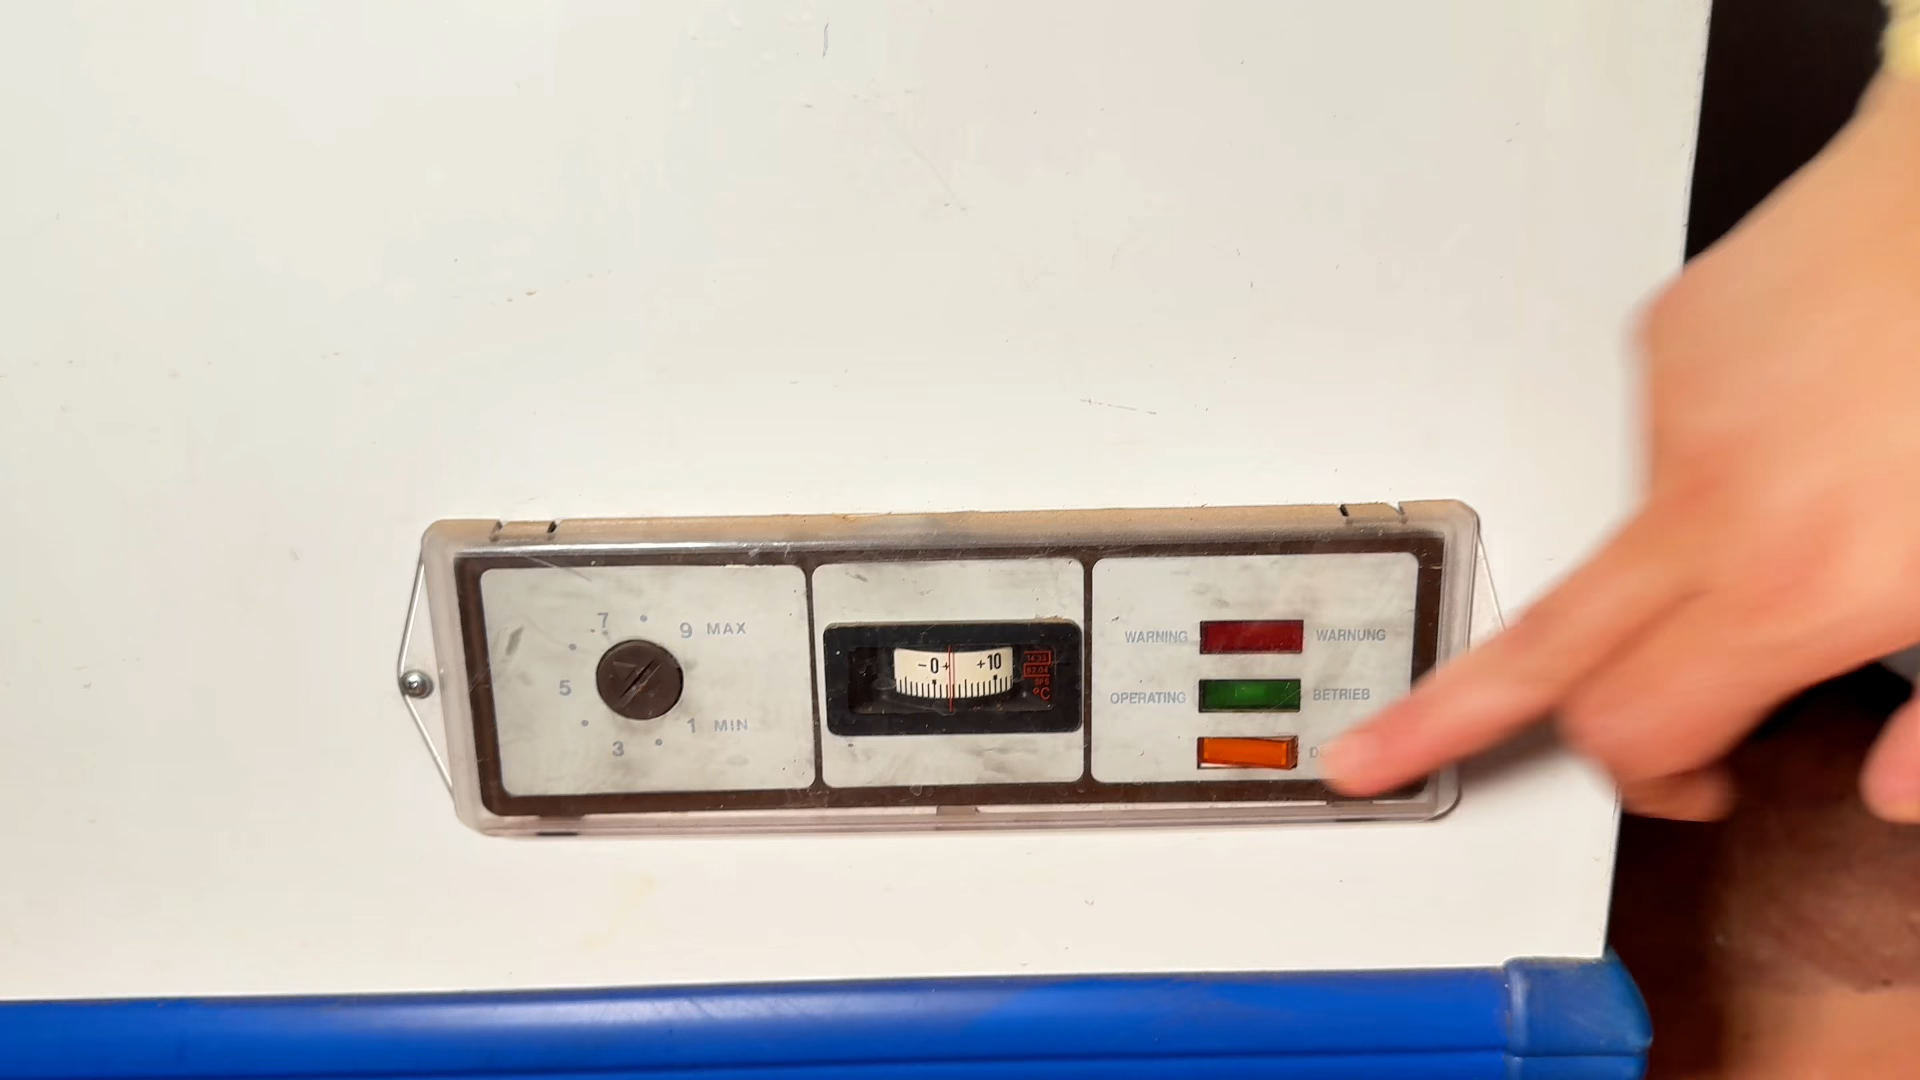 7
9 MAX
5
1 MIN
3
-0+ +10
°C
WARNING WARNUNG
OPERATING BETRIEB